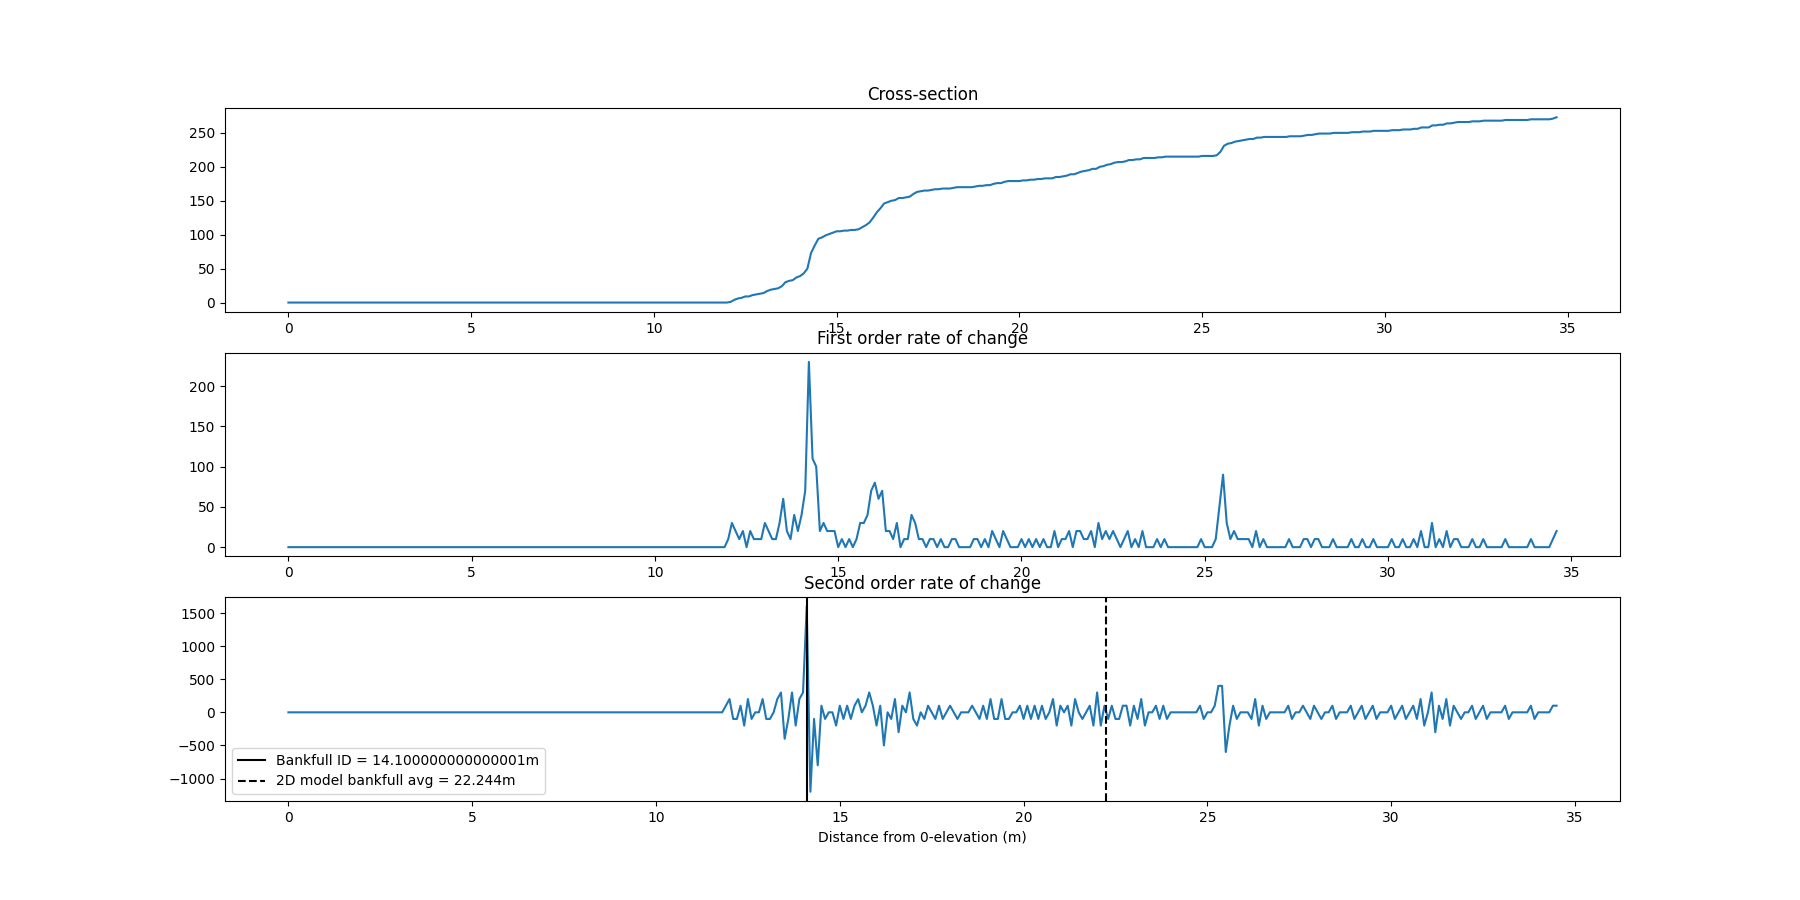 Cross-section
250
200
150
100
50
0
0 5 10 15 20 25 30 35
First order rate of change
200
150
100
50
0
0 5 10 15 20 25 30 35
Second order rate of change
1500
1000
500
0
−500
−1000
Bankfull ID = 14.100000000000001m
2D model bankfull avg = 22.244m
0 5 10 15 20 25 30 35
Distance from 0-elevation (m)